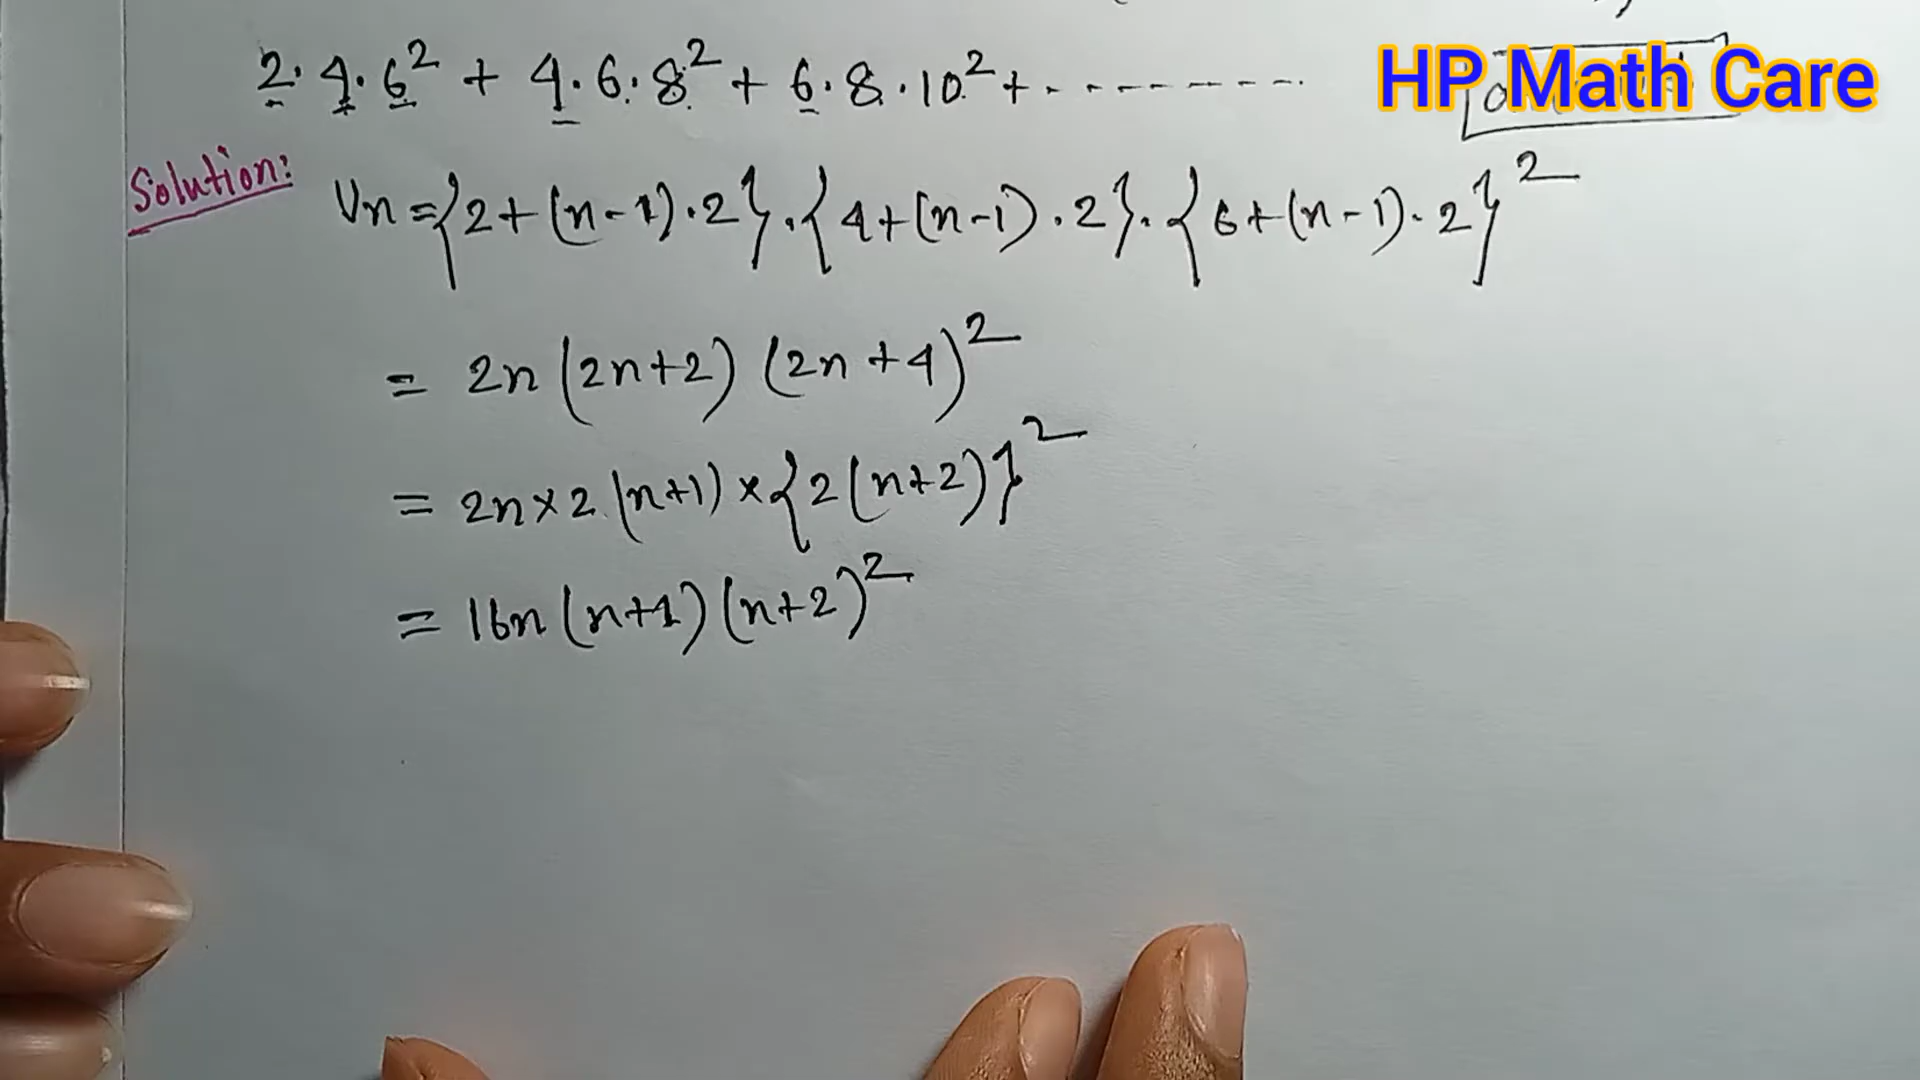 2. 4. 6² + 4. 6. 8² + 6. 8. 10² + . - - - - - - -
HP Math Care
Solution: Un = {2+(n-1).2}.{4+(n-1).2}.{6+(n-1).2}²
= 2n (2n+2) (2n+4)²
= 2n×2.(n+1)×{2(n+2)}²
= 16n (n+1) (n+2)²